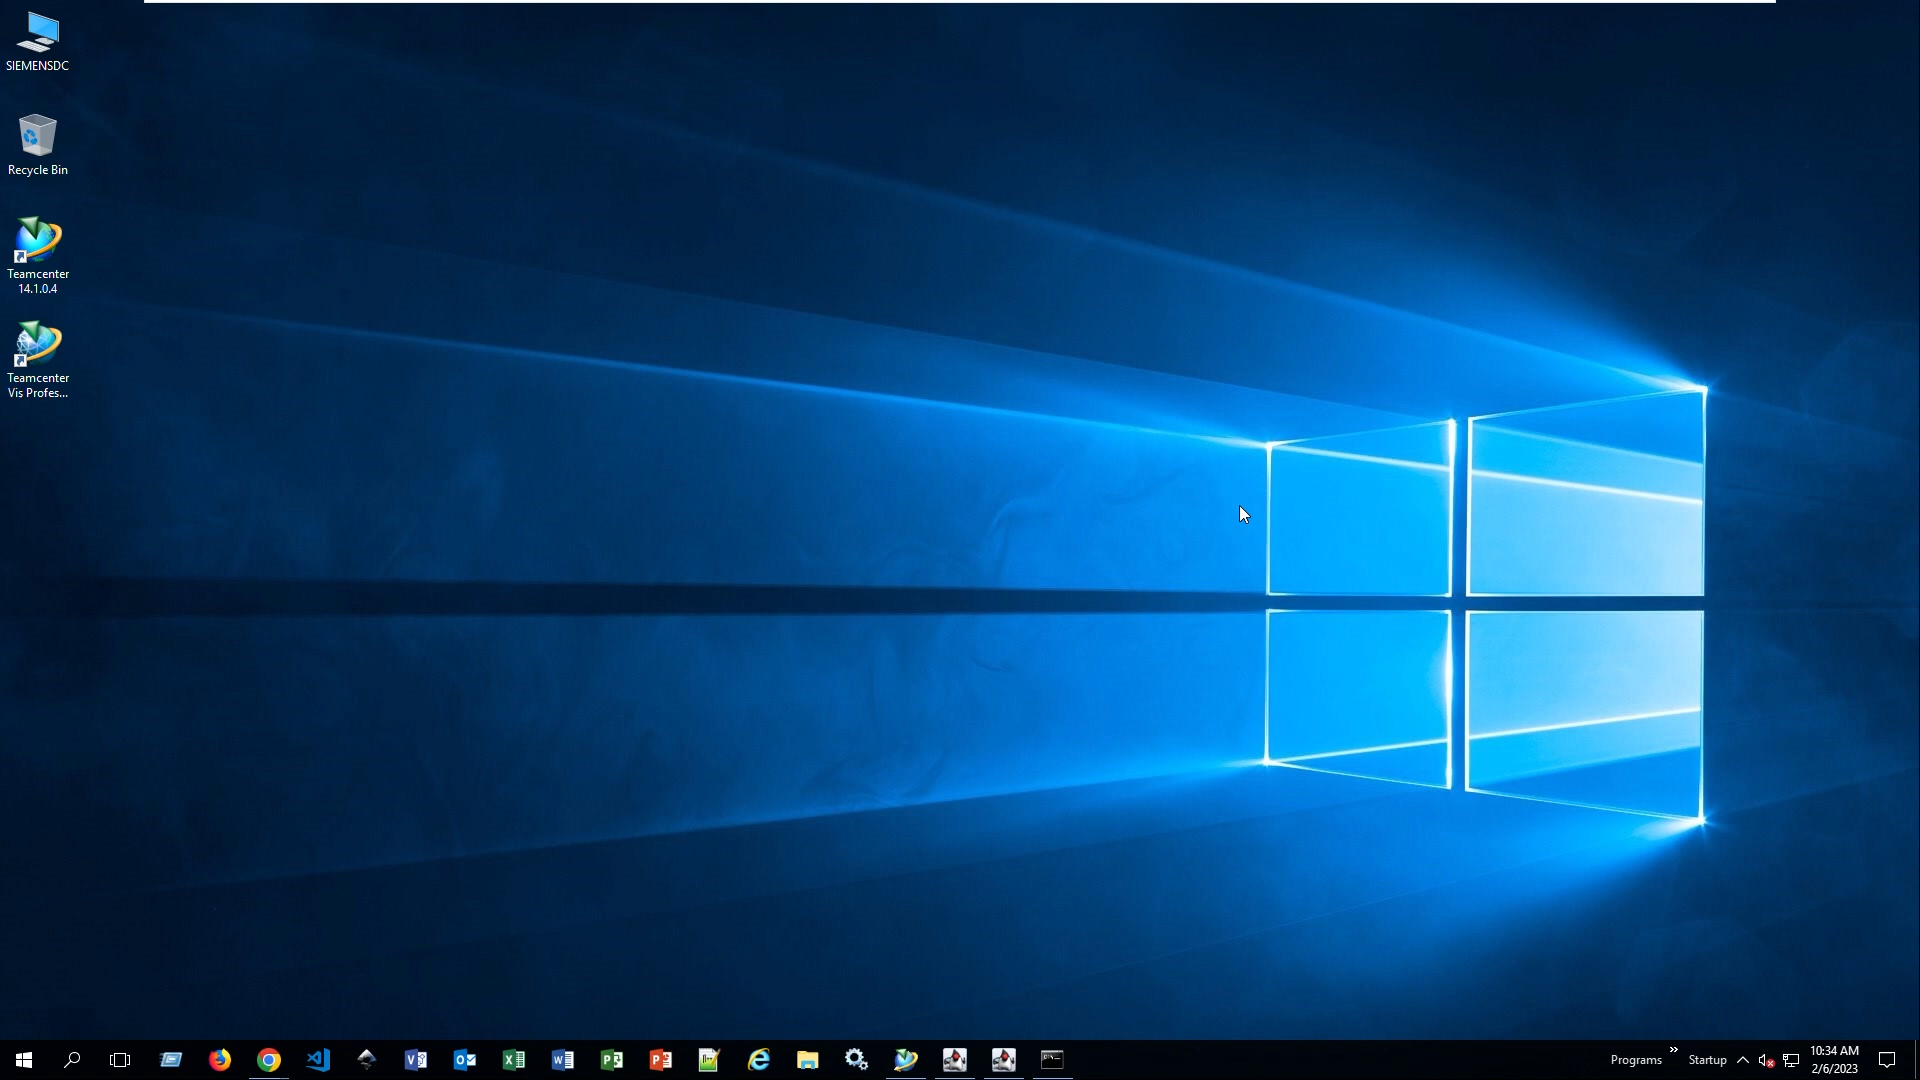 SIEMENSDC
Recycle Bin
Teamcenter
14.1.0.4
Teamcenter
Vis Profes...
Programs
Startup
10:34 AM
2/6/2023